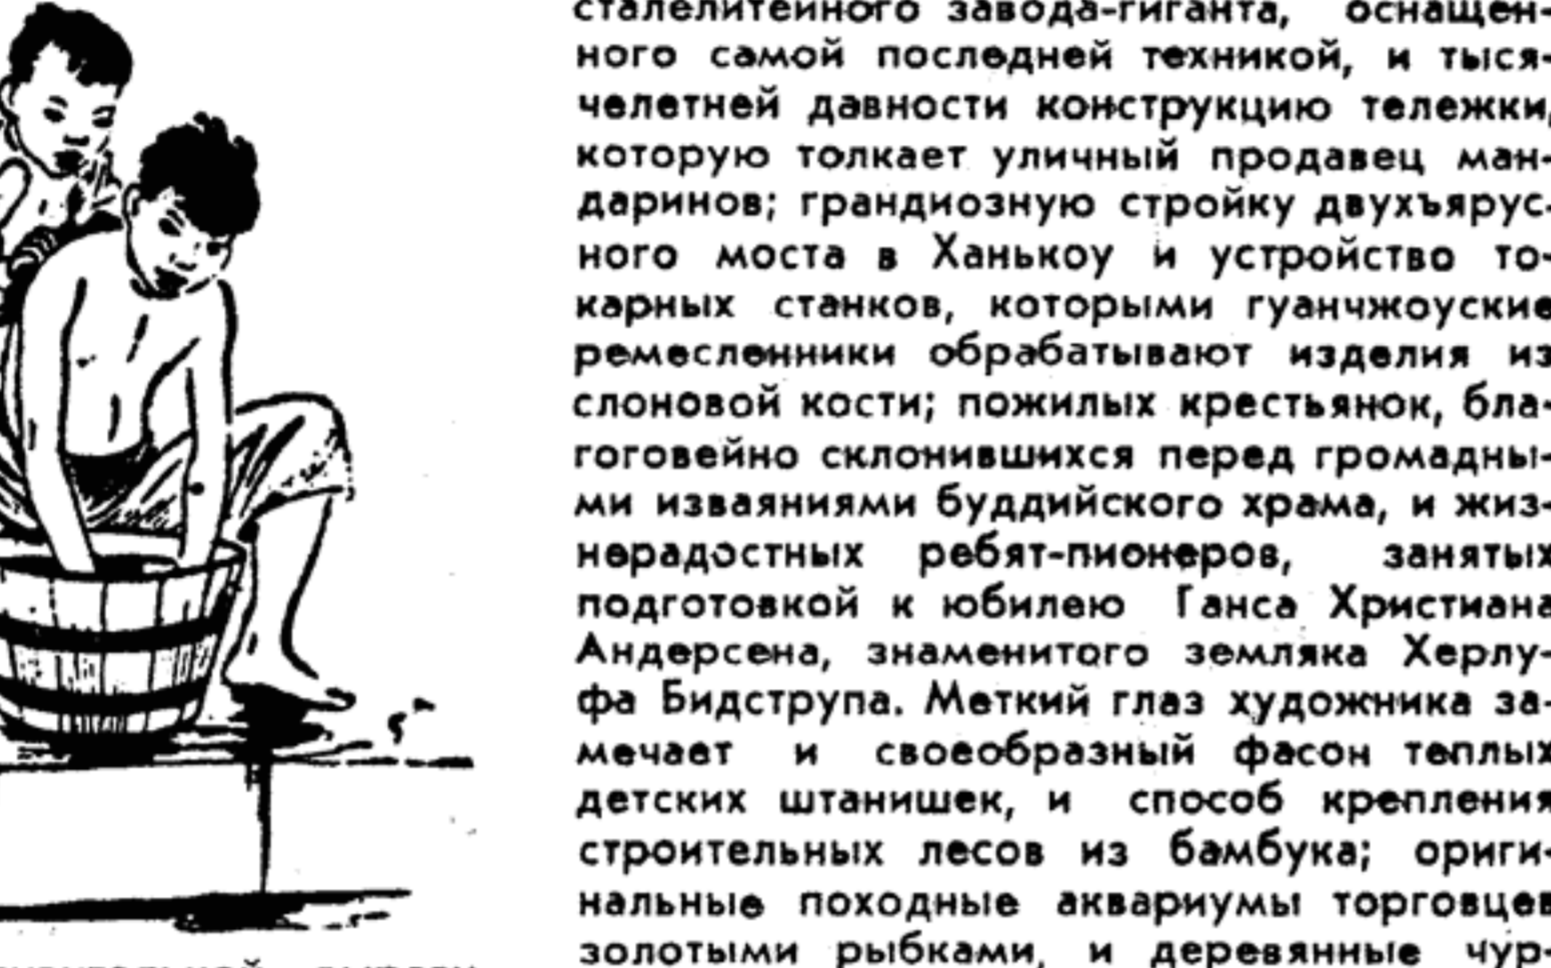 сталелитейного завода-гиганта, оснащен-
ного самой последней техникой, и тыся-
челетней давности конструкцию тележки,
которую толкает уличный продавец ман-
даринов; грандиозную стройку двухъярус-
ного моста в Ханькоу и устройство то-
карных станков, которыми гуанчжоуские
ремесленники обрабатывают изделия из
слоновой кости; пожилых крестьянок, бла-
гоговейно склонившихся перед громадны-
ми изваяниями буддийского храма, и жиз-
нерадостных ребят-пионеров, занятых
подготовкой к юбилею Ганса Христиана
Андерсена, знаменитого земляка Херлу-
фа Бидструпа. Меткий глаз художника за-
мечает и своеобразный фасон теплых
детских штанишек, и способ крепления
строительных лесов из бамбука; ориги-
нальные походные аквариумы торговцев
золотыми рыбками, и деревянные чур-